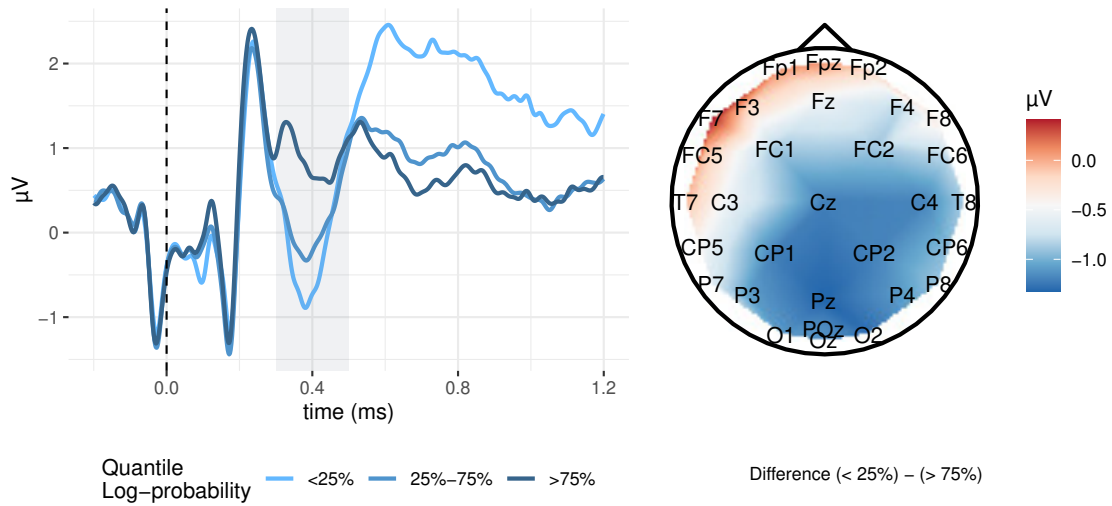 2
1
0
−1
μV
0.0
0.4
0.8
1.2
time (ms)
Quantile
Log−probability
<25%
25%−75%
>75%
Fp1 Fpz Fp2
F7 F3 Fz F4 F8
FC5 FC1 FC2 FC6
T7 C3 Cz C4 T8
CP5 CP1 CP2 CP6
P7 P3 Pz P4 P8
O1 POz O2
Oz
μV
0.0
−0.5
−1.0
Difference (< 25%) − (> 75%)